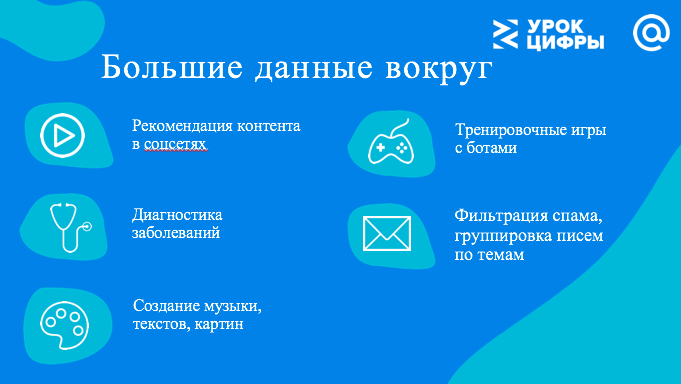 УРОК
ЦИФРЫ
Большие данные вокруг
Рекомендация контента
в соцсетях
Диагностика
заболеваний
Создание музыки,
текстов, картин
Тренировочные игры
с ботами
Фильтрация спама,
группировка писем
по темам